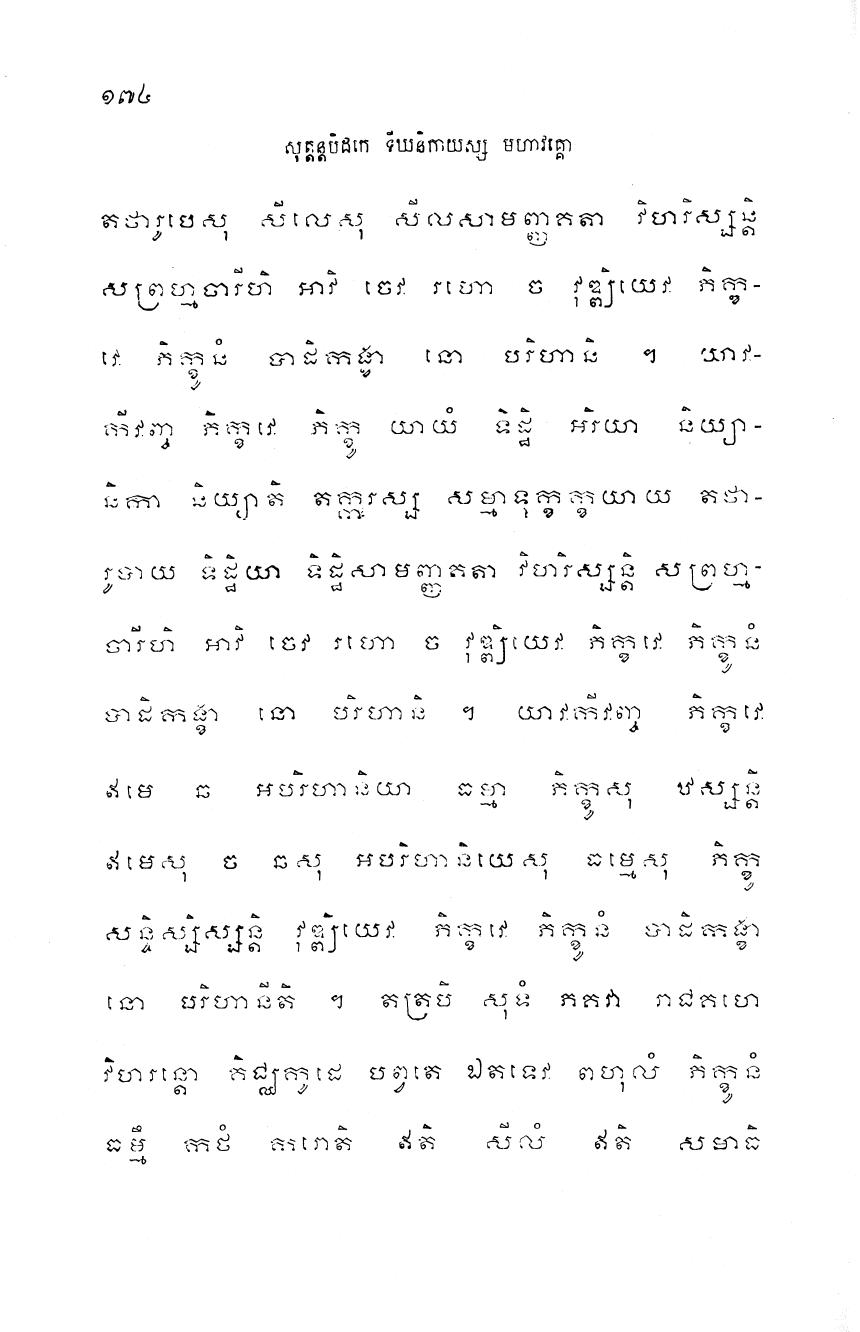 ១៧៤
សុត្តន្តបិដកេ ទីឃនិកាយស្ស មហាវគ្គោ
តថារូបេសុ សីលេសុ សីលសាមញ្ញគតា វិហរិស្សន្តិ
សព្រហ្មចារីហិ អាវិ ចេវ រហោ ច វុឌ្ឍិយេវ ភិក្ខ-
វេ ភិក្ខូនំ បាដិកង្ខា នោ បរិហានិ ។ យាវ-
កីវញ្ច ភិក្ខវេ ភិក្ខូ យាយំ ទិដ្ឋិ អរិយា និយ្យា-
និកា និយ្យាតិ តក្ករស្ស សម្មាទុក្ខក្ខយាយ តថា-
រូបាយ ទិដ្ឋិយា ទិដ្ឋិសាមញ្ញគតា វិហរិស្សន្តិ សព្រហ្ម-
ចារីហិ អាវិ ចេវ រហោ ច វុឌ្ឍិយេវ ភិក្ខវេ ភិក្ខូនំ
បាដិកង្ខា នោ បរិហានិ ។ យាវកីវញ្ច ភិក្ខវេ
ឥមេ ឆ អបរិហានិយា ធម្មា ភិក្ខូសុ ឋស្សន្តិ
ឥមេសុ ច ឆសុ អបរិហានិយេសុ ធម្មេសុ ភិក្ខូ
សន្ទិស្សិស្សន្តិ វុឌ្ឍិយេវ ភិក្ខវេ ភិក្ខូនំ បាដិកង្ខា
នោ បរិហានីតិ ។ តត្របិ សុទំ ភគវា រាជគហេ
វិហរន្តោ គិជ្ឈកូដេ បព្វតេ ឯតទេវ ពហុលំ ភិក្ខូនំ
ធម្មឹ កថំ ករោតិ ឥតិ សីលំ ឥតិ សមាធិ